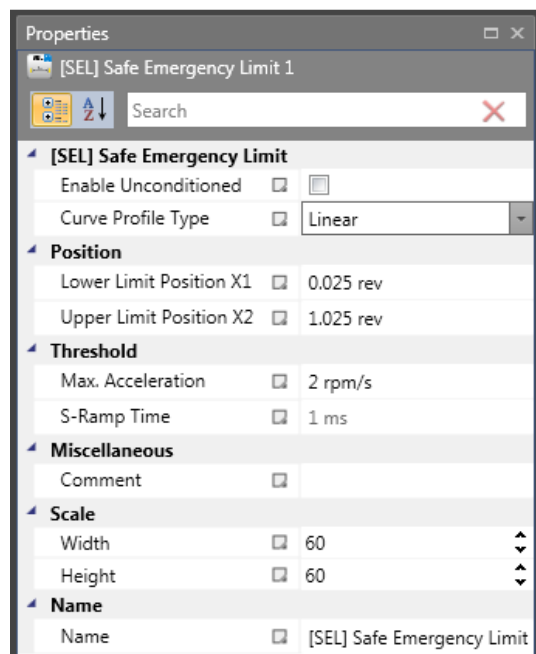 Properties
[SEL] Safe Emergency Limit 1
A Z Search
[SEL] Safe Emergency Limit
Enable Unconditioned
Curve Profile Type Linear
Position
Lower Limit Position X1 0.025 rev
Upper Limit Position X2 1.025 rev
Threshold
Max. Acceleration 2 rpm/s
S-Ramp Time 1 ms
Miscellaneous
Comment
Scale
Width 60
Height 60
Name
Name [SEL] Safe Emergency Limit